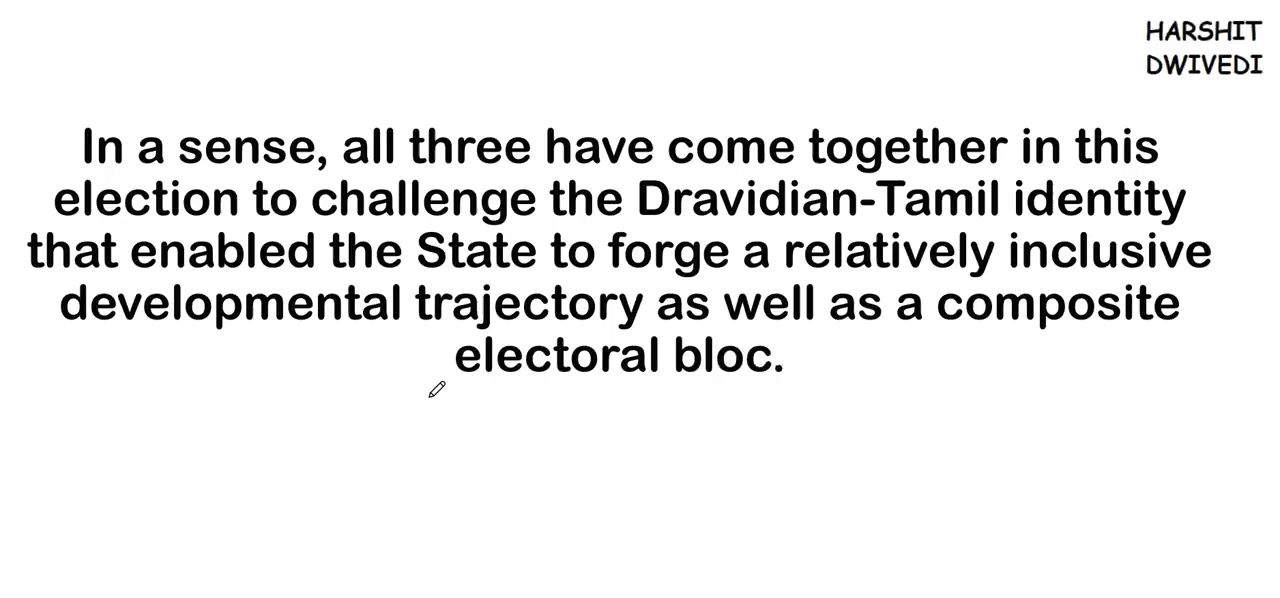 HARSHIT
DWIVEDI
In a sense, all three have come together in this
election to challenge the Dravidian-Tamil identity
that enabled the State to forge a relatively inclusive
developmental trajectory as well as a composite
electoral bloc.